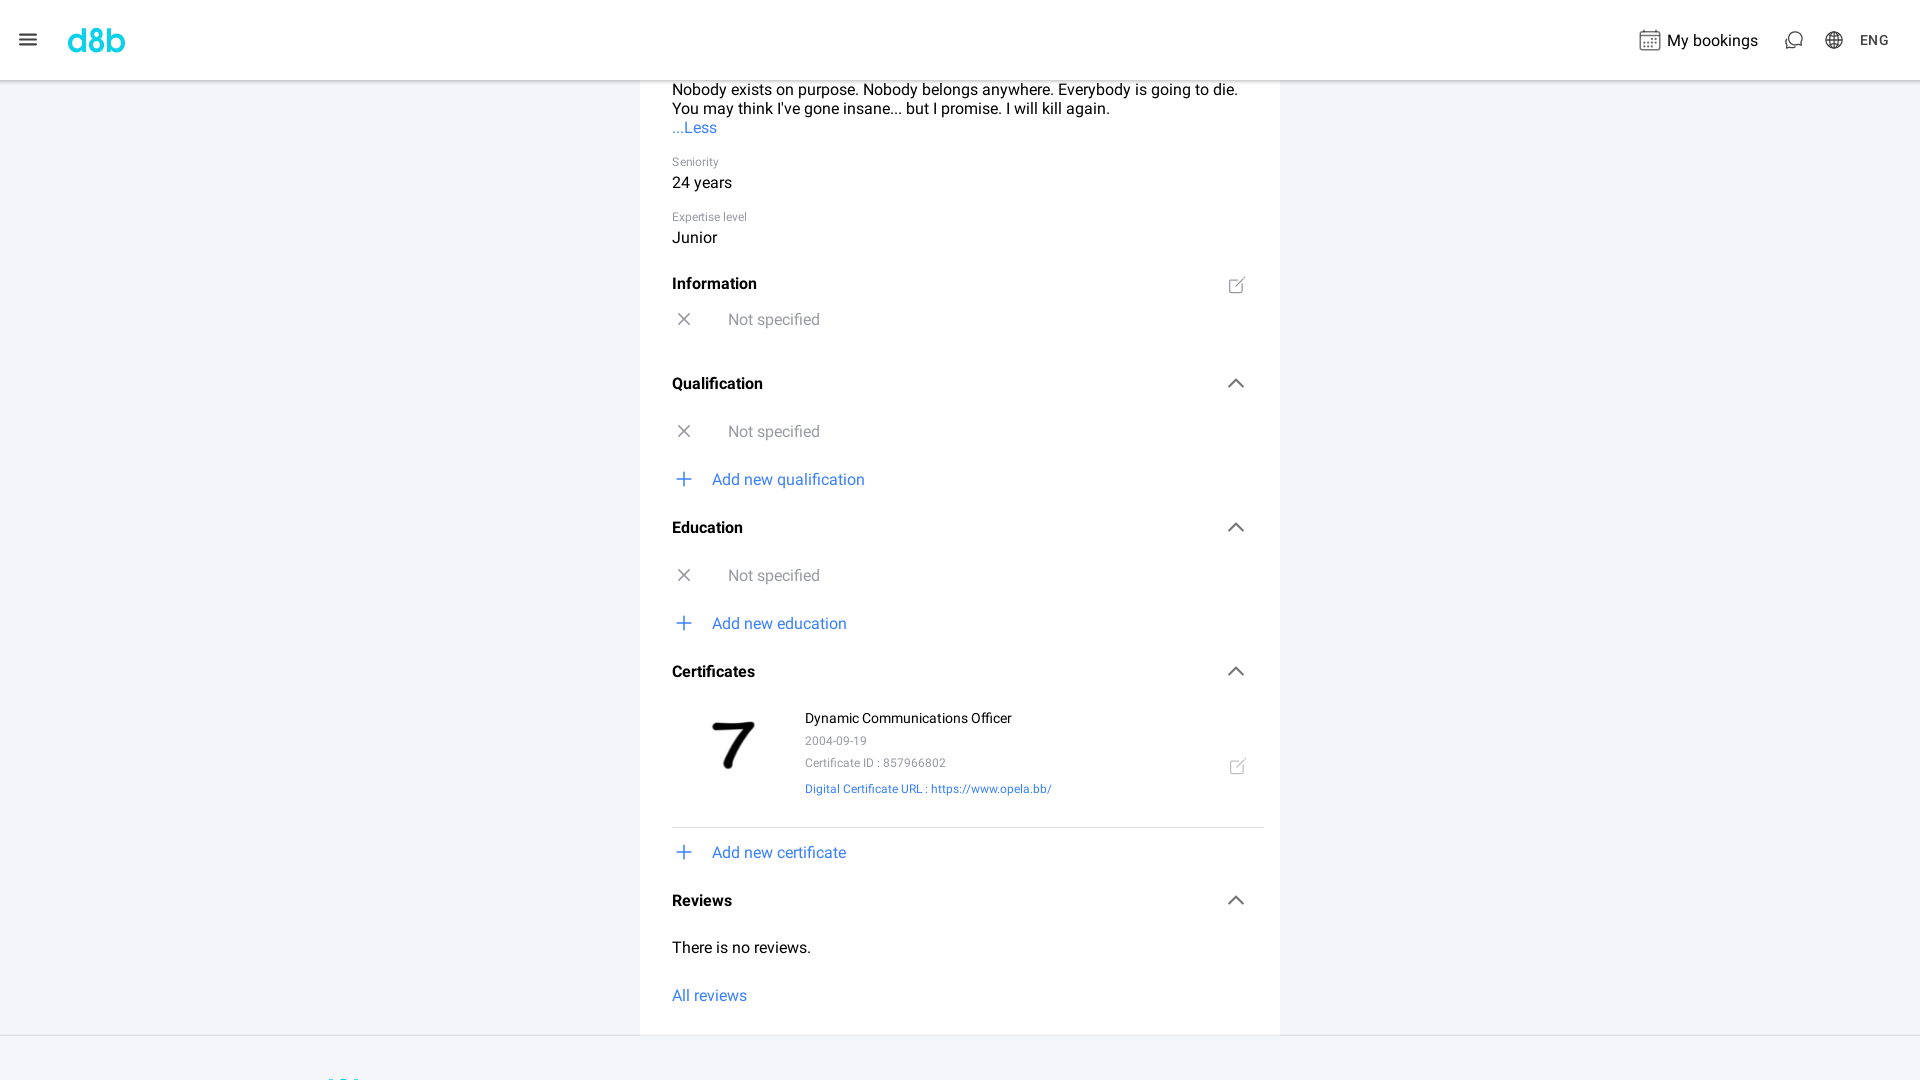 d8b
My bookings
ENG
Nobody exists on purpose. Nobody belongs anywhere. Everybody is going to die.
You may think I've gone insane... but I promise. I will kill again.
...Less
Seniority
24 years
Expertise level
Junior
Information
Not specified
Qualification
Not specified
Add new qualification
Education
Not specified
Add new education
Certificates
7
Dynamic Communications Officer
2004-09-19
Certificate ID : 857966802
Digital Certificate URL : https://www.opela.bb/
Add new certificate
Reviews
There is no reviews.
All reviews